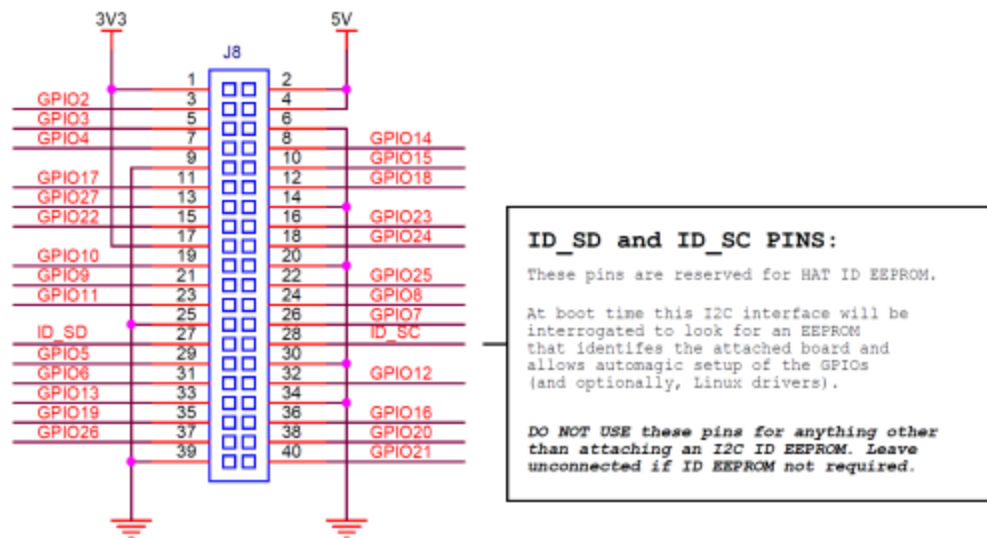 3V3 5V
J8
1 2
GPIO2 3 4
GPIO3 5 6
GPIO4 7 8 GPIO14
9 10 GPIO15
GPIO17 11 12 GPIO18
GPIO27 13 14
GPIO22 15 16 GPIO23
17 18 GPIO24
GPIO10 19 20
GPIO9 21 22 GPIO25
GPIO11 23 24 GPIO8
25 26 GPIO7
ID_SD 27 28 ID_SC
GPIO5 29 30
GPIO6 31 32 GPIO12
GPIO13 33 34
GPIO19 35 36 GPIO16
GPIO26 37 38 GPIO20
39 40 GPIO21
ID_SD and ID_SC PINS:
These pins are reserved for HAT ID EEPROM.
At boot time this I2C interface will be
interrogated to look for an EEPROM
that identifes the attached board and
allows automagic setup of the GPIOs
(and optionally, Linux drivers).
DO NOT USE these pins for anything other
than attaching an I2C ID EEPROM. Leave
unconnected if ID EEPROM not required.